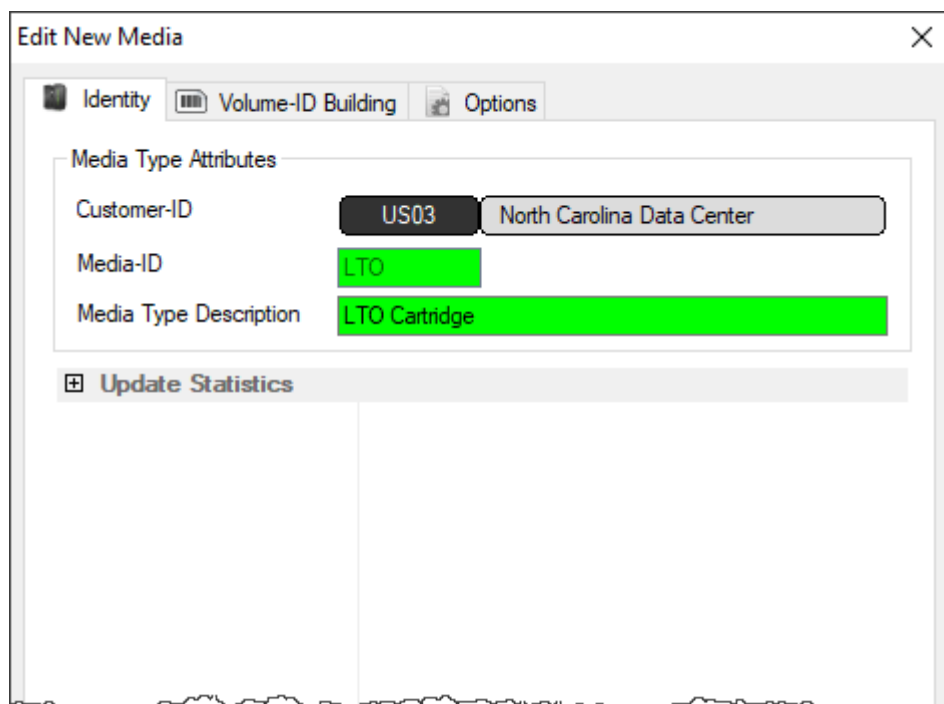 Edit New Media
Identity Volume-ID Building Options
Media Type Attributes
Customer-ID US03 North Carolina Data Center
Media-ID LTO
Media Type Description LTO Cartridge
Update Statistics